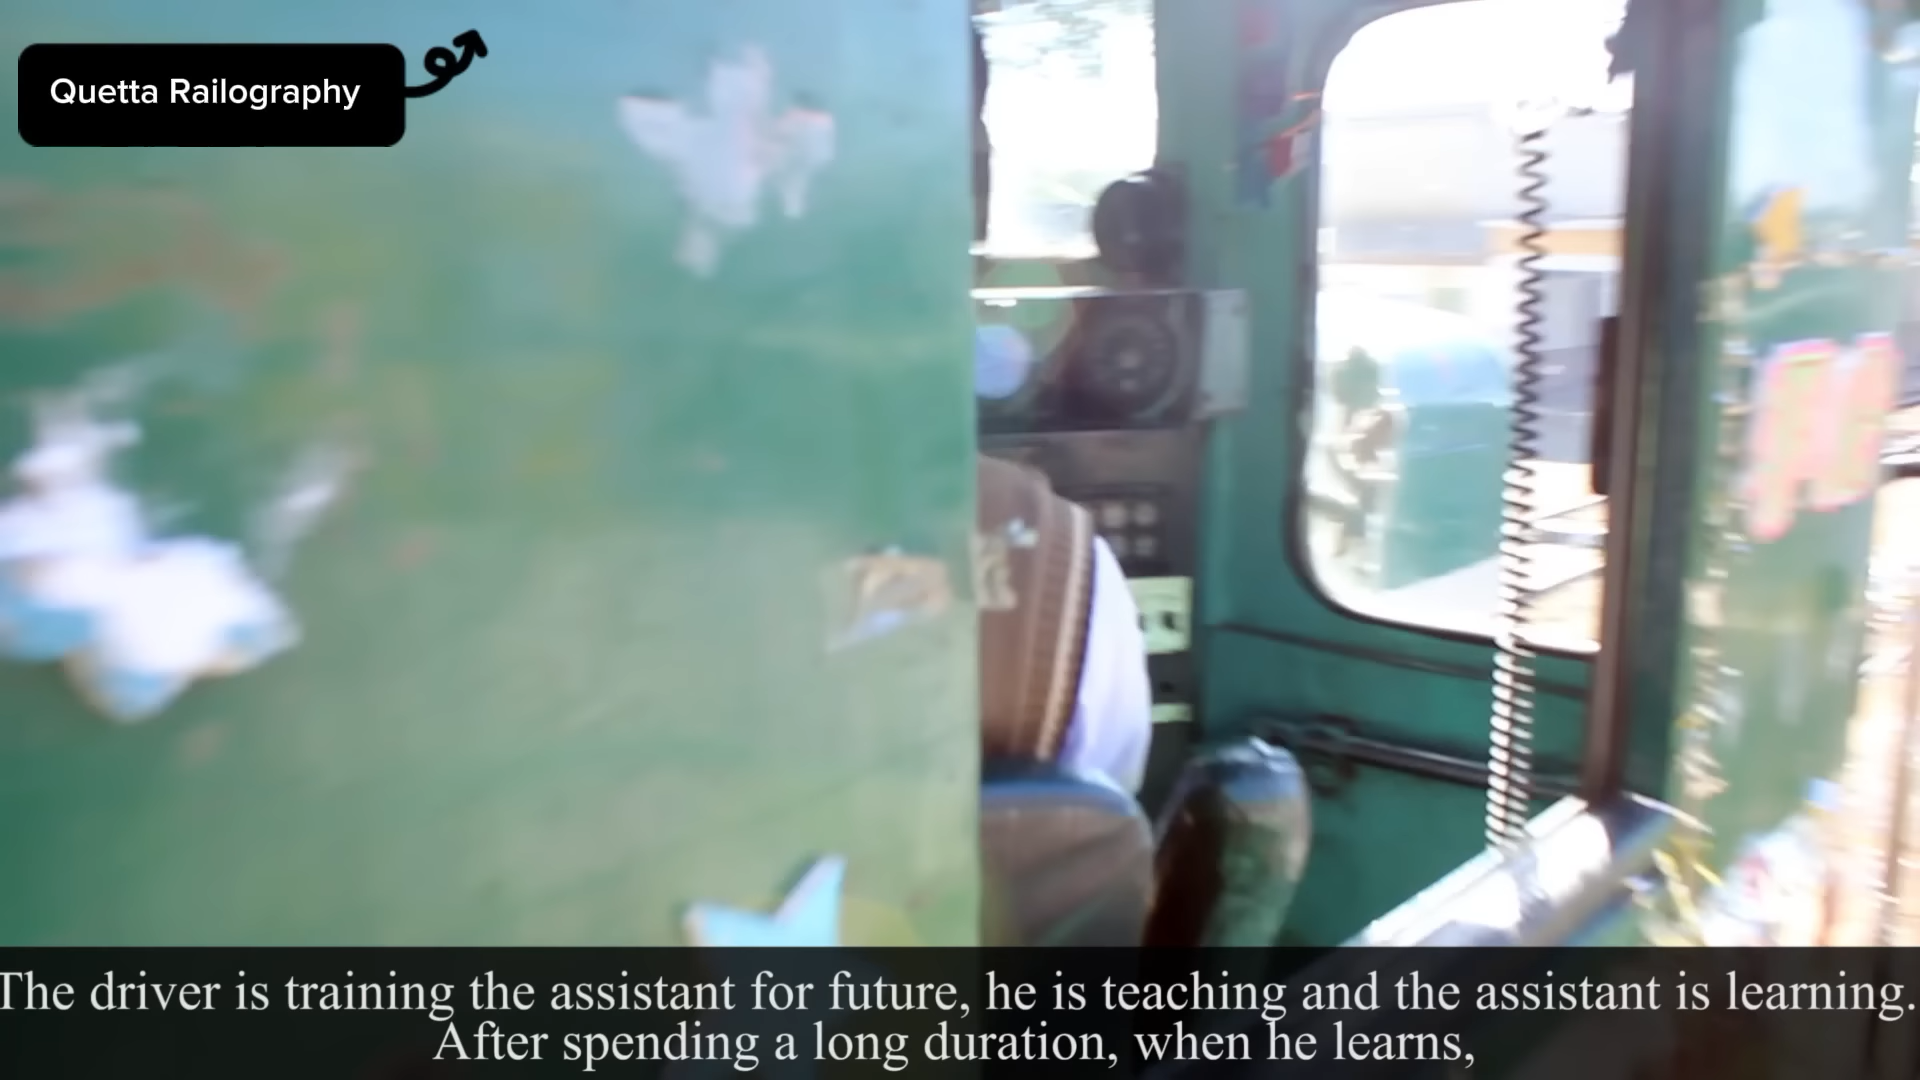 Quetta Railography
The driver is training the assistant for future, he is teaching and the assistant is learning.
After spending a long duration, when he learns,